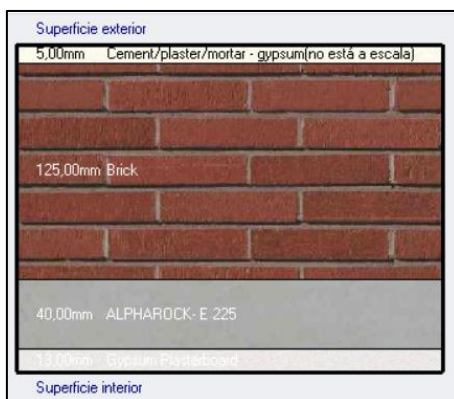 Superficie exterior
5,00mm Cement/plaster/mortar - gypsum(no está a escala)
125,00mm Brick
40,00mm ALPHAROCK- E 225
13,00mm Gypsum Plasterboard
Superficie interior